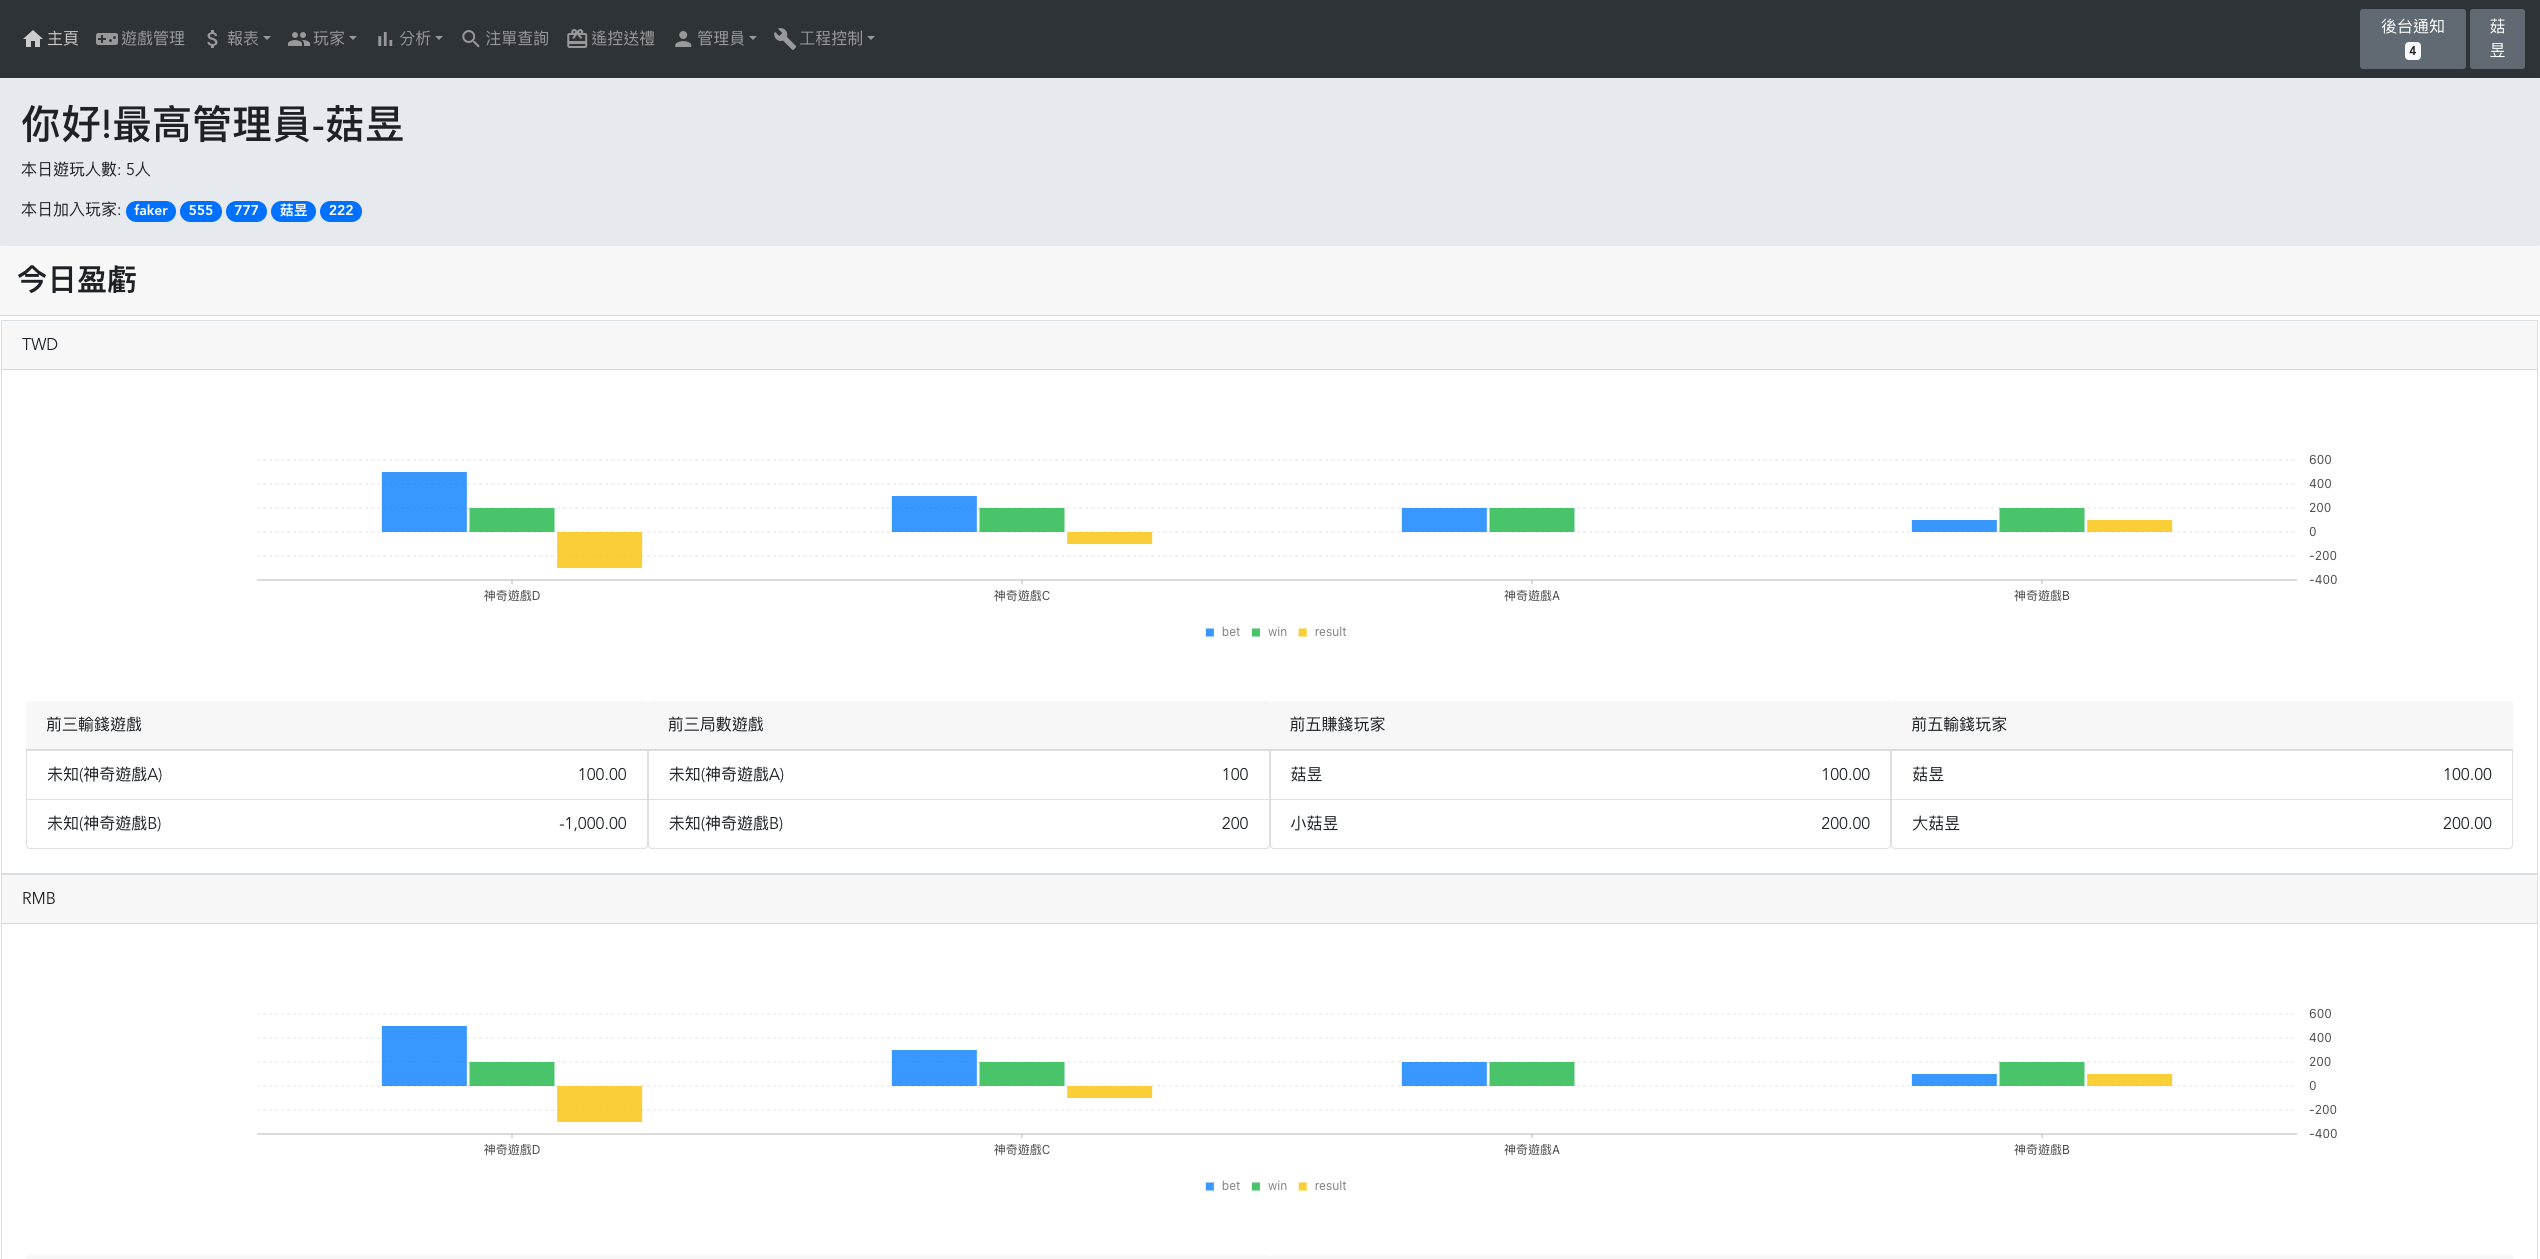 主頁 遊戲管理 報表 玩家 分析 注單查詢 遙控送禮 管理員 工程控制
後台通知
4
菇
昱
你好!最高管理員-菇昱
本日遊玩人數: 5人
本日加入玩家: faker 555 777 菇昱 222
今日盈虧
TWD
600
400
200
0
-200
-400
神奇遊戲D 神奇遊戲C 神奇遊戲A 神奇遊戲B
bet win result
前三輸錢遊戲 前三局數遊戲 前五賺錢玩家 前五輸錢玩家
未知(神奇遊戲A) 100.00 未知(神奇遊戲A) 100 菇昱 100.00 菇昱 100.00
未知(神奇遊戲B) -1,000.00 未知(神奇遊戲B) 200 小菇昱 200.00 大菇昱 200.00
RMB
600
400
200
0
-200
-400
神奇遊戲D 神奇遊戲C 神奇遊戲A 神奇遊戲B
bet win result